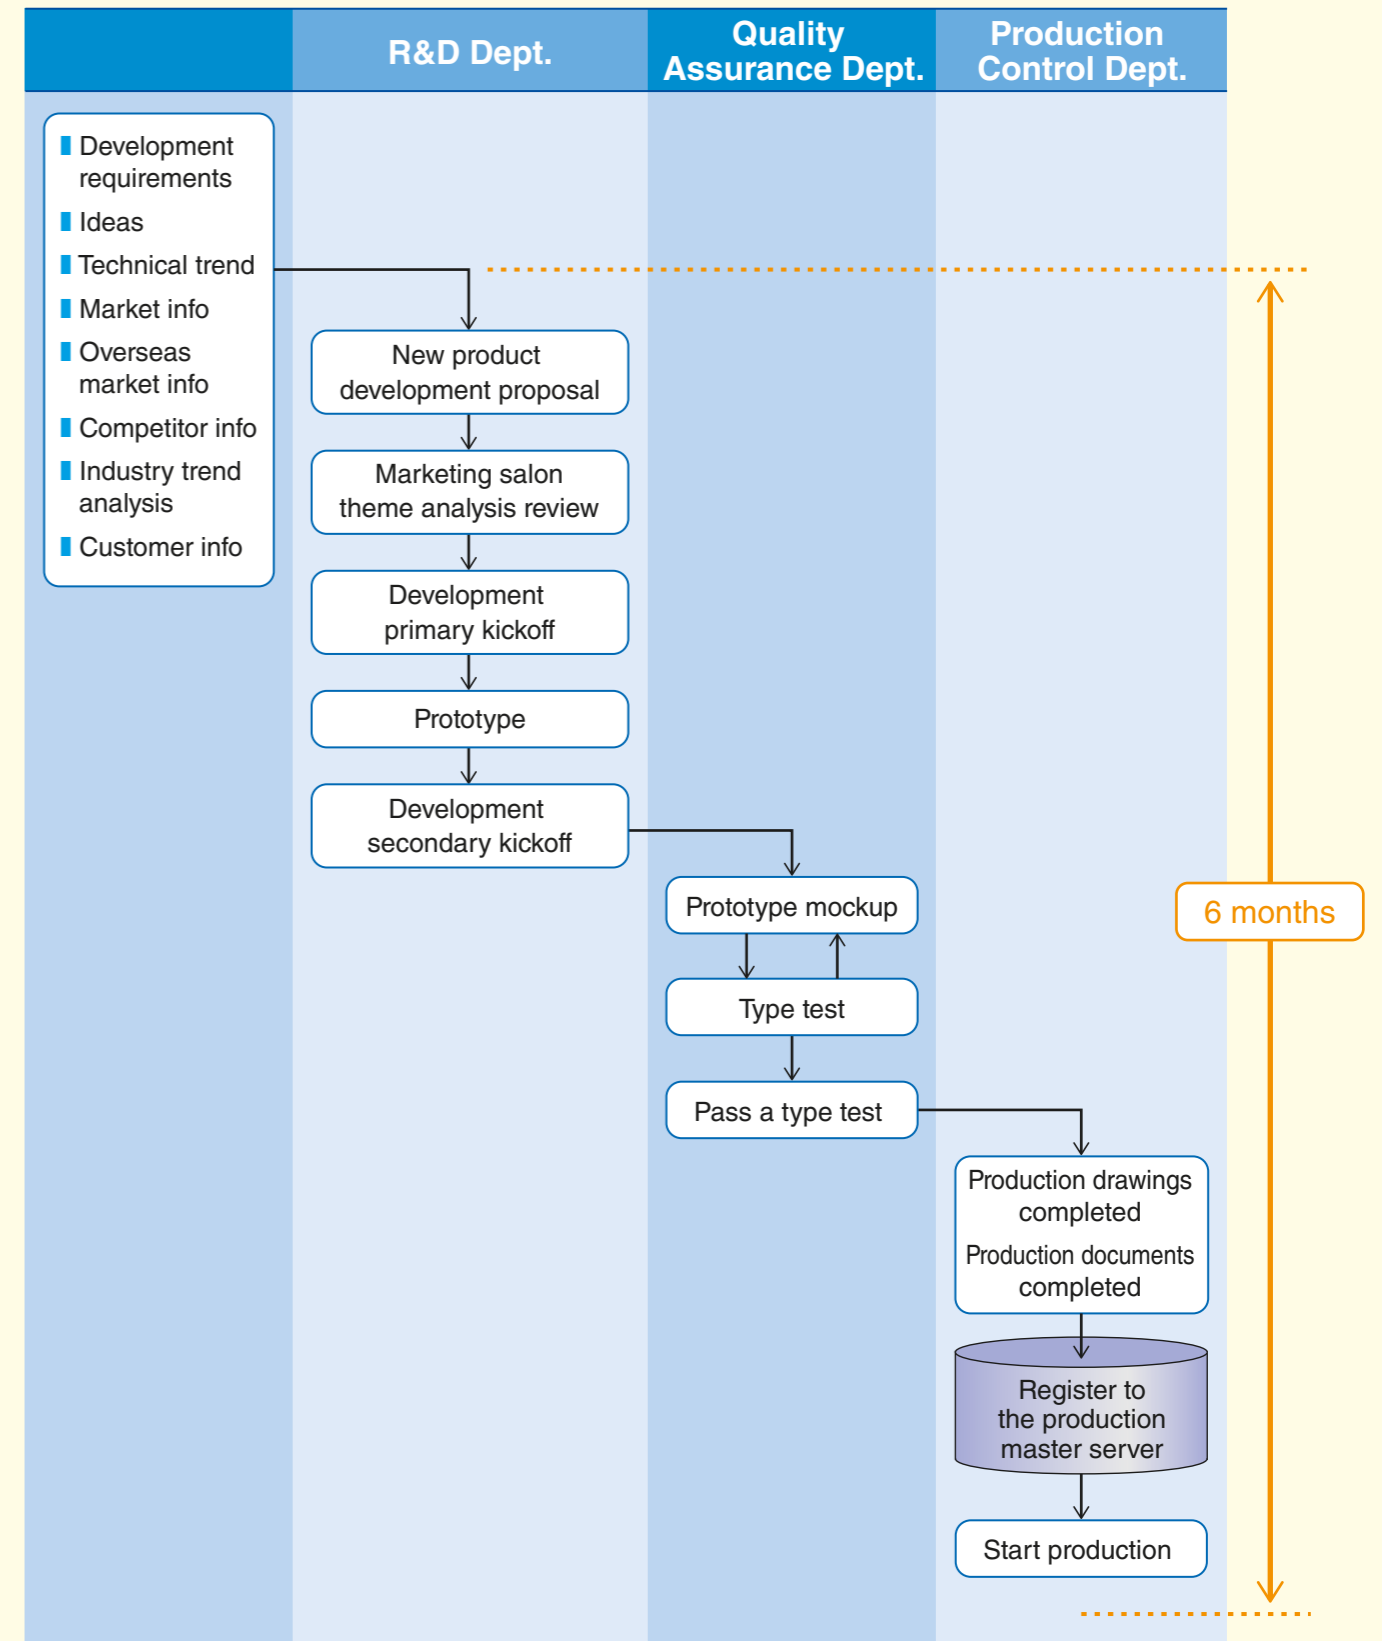 R&D Dept.
Quality
Assurance Dept.
Production
Control Dept.
Development
requirements
Ideas
Technical trend
Market info
Overseas
market info
Competitor info
Industry trend
analysis
Customer info
New product
development proposal
Marketing salon
theme analysis review
Development
primary kickoff
Prototype
Development
secondary kickoff
Prototype mockup
Type test
Pass a type test
Production drawings
completed
Production documents
completed
Register to
the production
master server
Start production
6 months